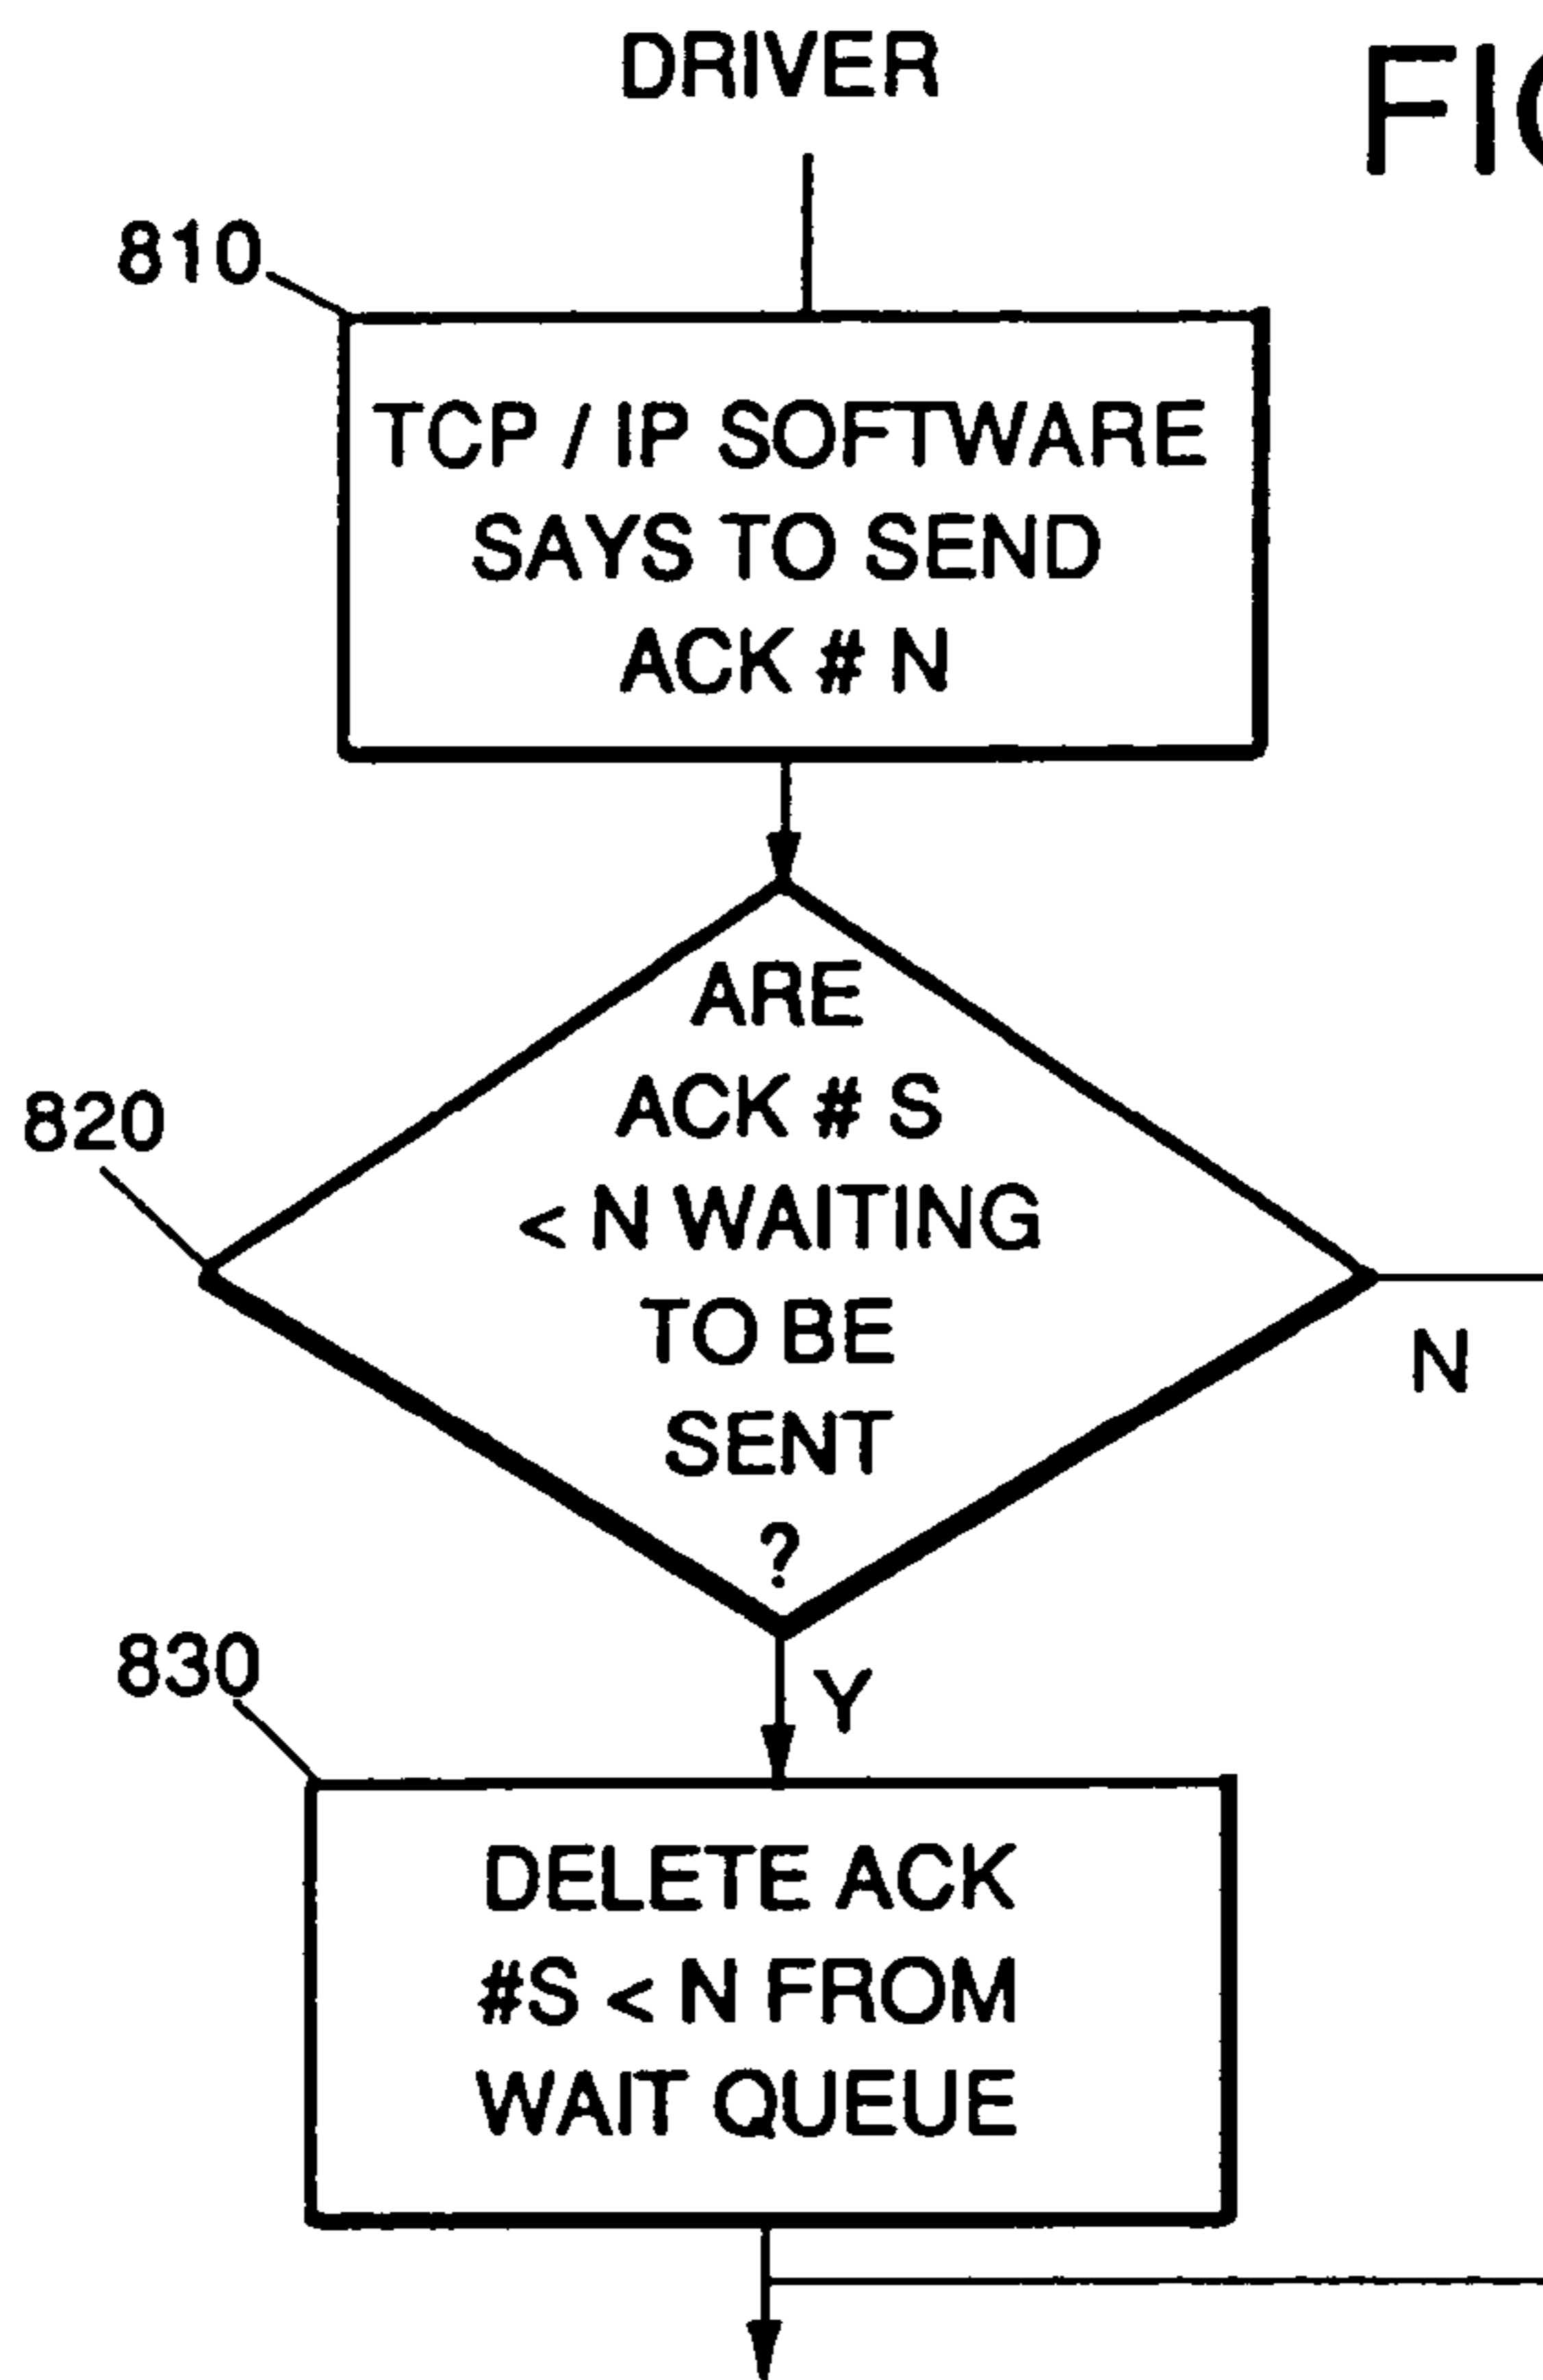 DRIVER
FIG
810
TCP / IP SOFTWARE
SAYS TO SEND
ACK # N
ARE
ACK # S
< N WAITING
TO BE
SENT
?
820
N
830
Y
DELETE ACK
#S < N FROM
WAIT QUEUE